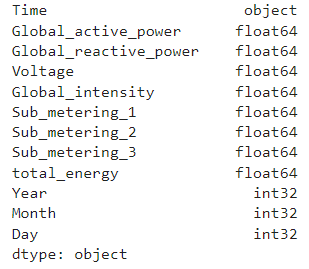 Time object
Global_active_power float64
Global_reactive_power float64
Voltage float64
Global_intensity float64
Sub_metering_1 float64
Sub_metering_2 float64
Sub_metering_3 float64
total_energy float64
Year int32
Month int32
Day int32
dtype: object